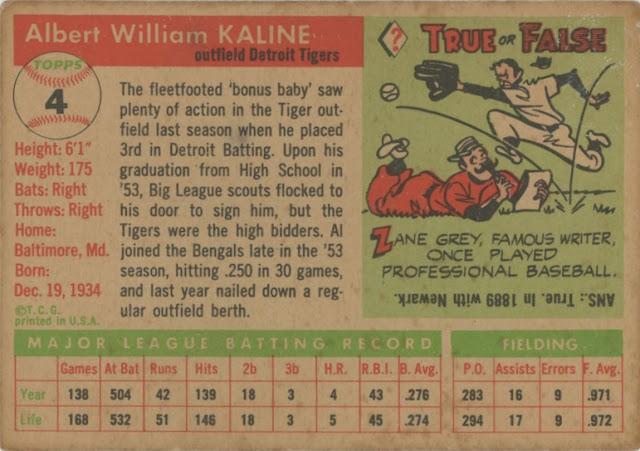 Albert William KALINE
outfield Detroit Tigers
TOPPS
4
Height: 6'1"
Weight: 175
Bats: Right
Throws: Right
Home:
Baltimore, Md.
Born:
Dec. 19, 1934
©T.C.G.
printed in U.S.A.
The fleetfooted 'bonus baby' saw
plenty of action in the Tiger out-
field last season when he placed
3rd in Detroit Batting. Upon his
graduation from High School in
'53, Big League scouts flocked to
his door to sign him, but the
Tigers were the high bidders. Al
joined the Bengals late in the '53
season, hitting .250 in 30 games,
and last year nailed down a reg-
ular outfield berth.
? TRUE OR FALSE
ZANE GREY, FAMOUS WRITER,
ONCE PLAYED
PROFESSIONAL BASEBALL.
ANS.: True. In 1889 with Newark.
MAJOR LEAGUE BATTING RECORD FIELDING
Games At Bat Runs Hits 2b 3b H.R. R.B.I. B. Avg. P.O. Assists Errors F. Avg.
Year 138 504 42 139 18 3 4 43 .276 283 16 9 .971
Life 168 532 51 146 18 3 5 45 .274 294 17 9 .972